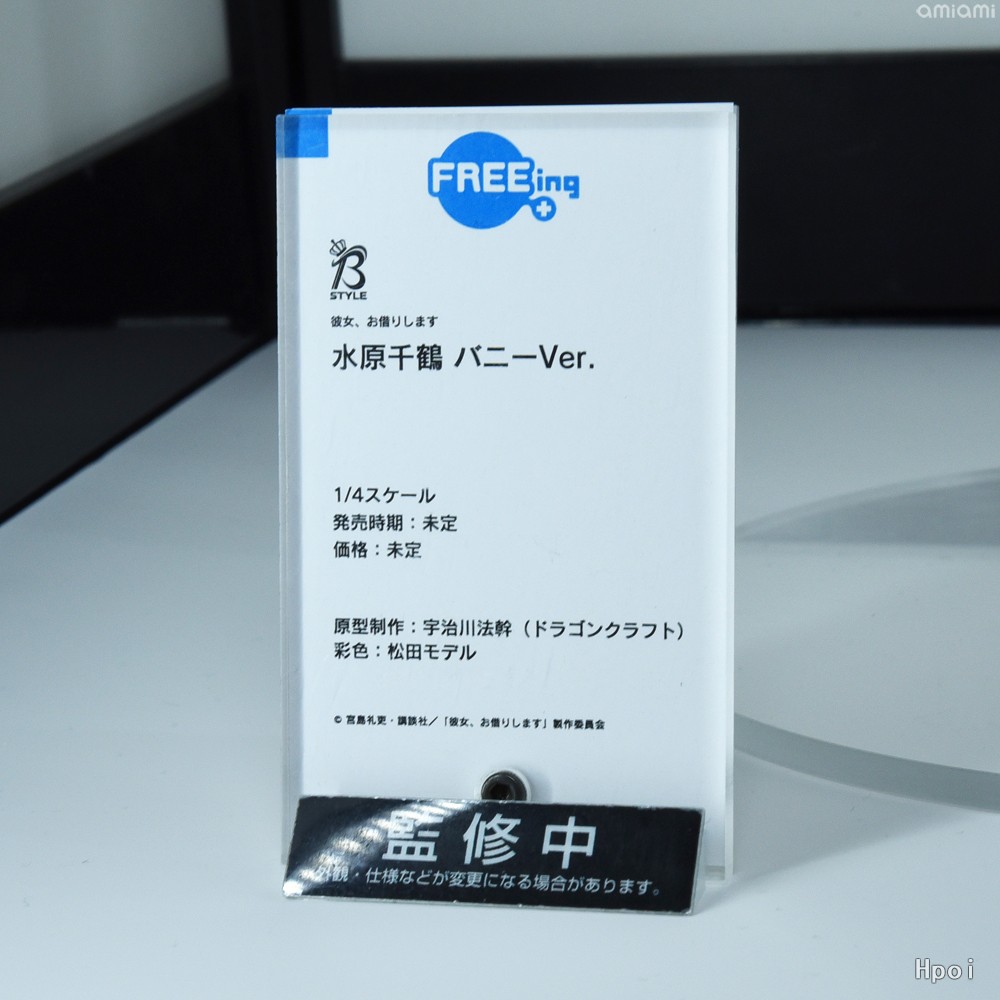 amiami
FREEing
B
STYLE
彼女、お借りします
水原千鶴 バニーVer.
1/4スケール
発売時期：未定
価格：未定
原型制作：宇治川法幹（ドラゴンクラフト）
彩色：松田モデル
© 宮島礼吏・講談社／「彼女、お借りします」製作委員会
監修中
外観・仕様などが変更になる場合があります。
Hpoi